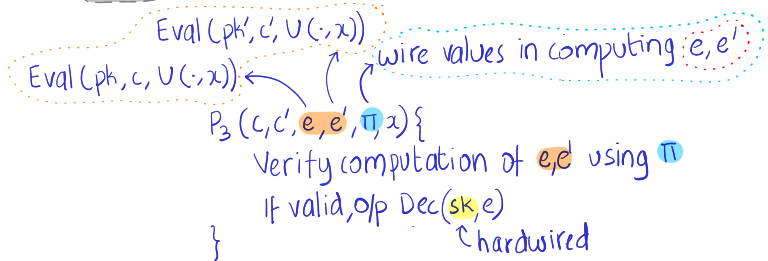 Eval(pk',c',U(·,x))
Eval(pk,c,U(·,x))
wire values in computing e,e'
P₃(c,c',e,e',π,x){
Verify computation of e,e' using π
If valid,o/p Dec(sk,e)
hardwired
}